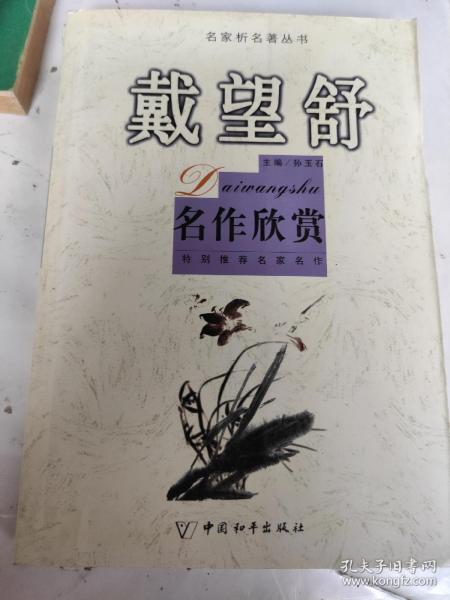 名家析名著丛书
戴望舒
主编/孙玉石
Daiwangshu
名作欣赏
特别推荐名家名作
中国和平出版社
孔夫子旧书网
www.kongfz.com